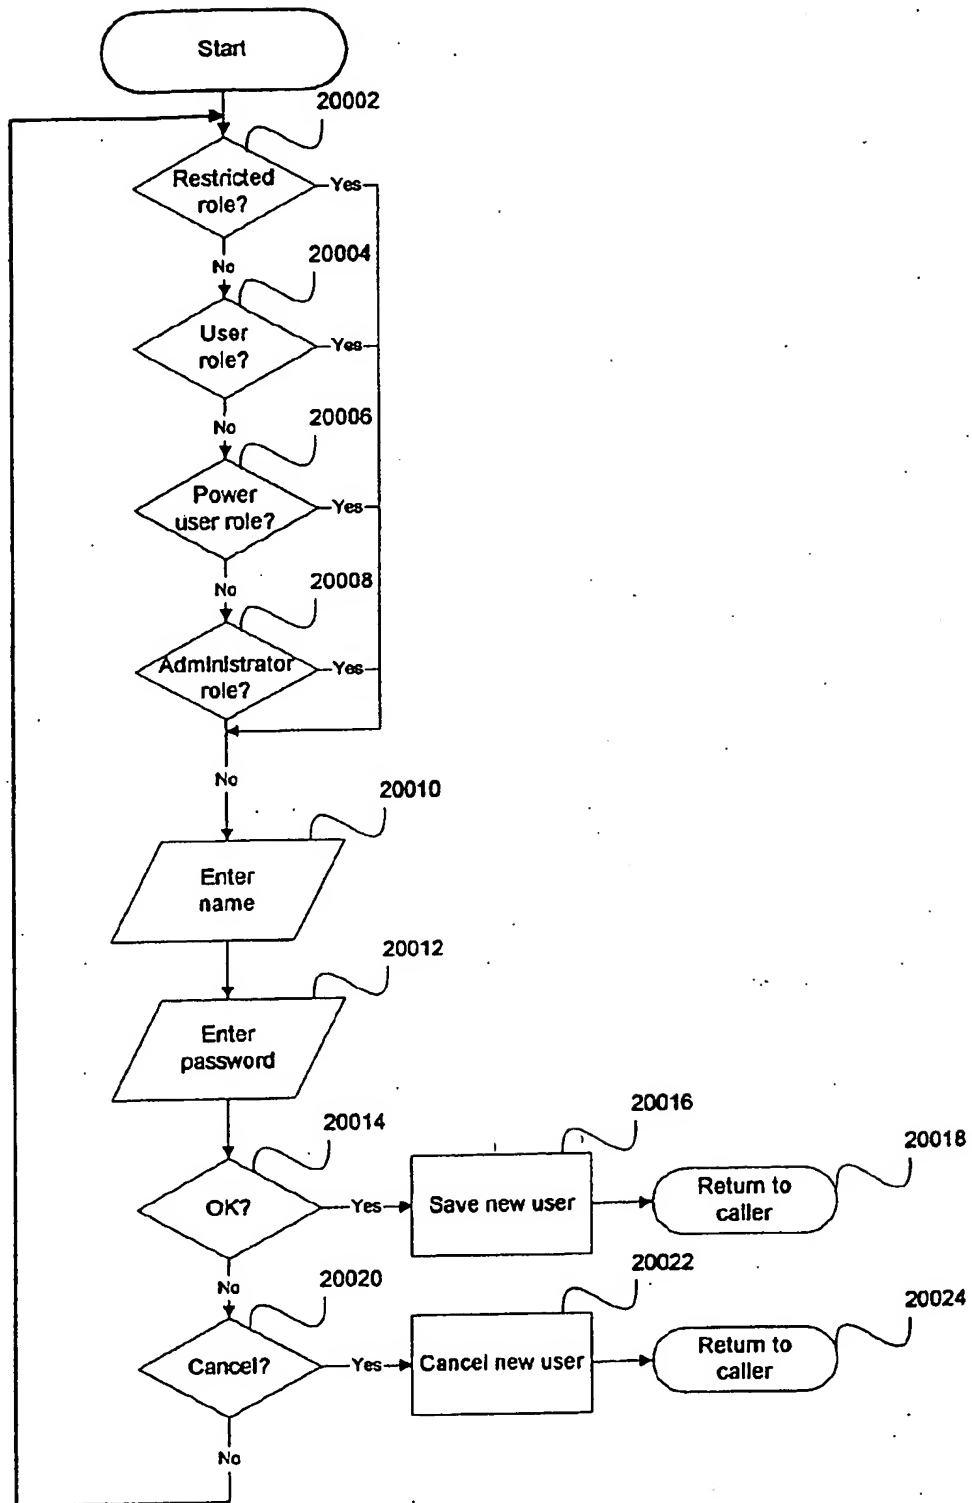 Start
20002
Restricted
role?
Yes
No
20004
User
role?
Yes
No
20006
Power
user role?
Yes
No
20008
Administrator
role?
Yes
No
20010
Enter
name
20012
Enter
password
20014
OK?
Yes
20016
Save new user
20018
Return to
caller
No
20020
Cancel?
Yes
20022
Cancel new user
20024
Return to
caller
No